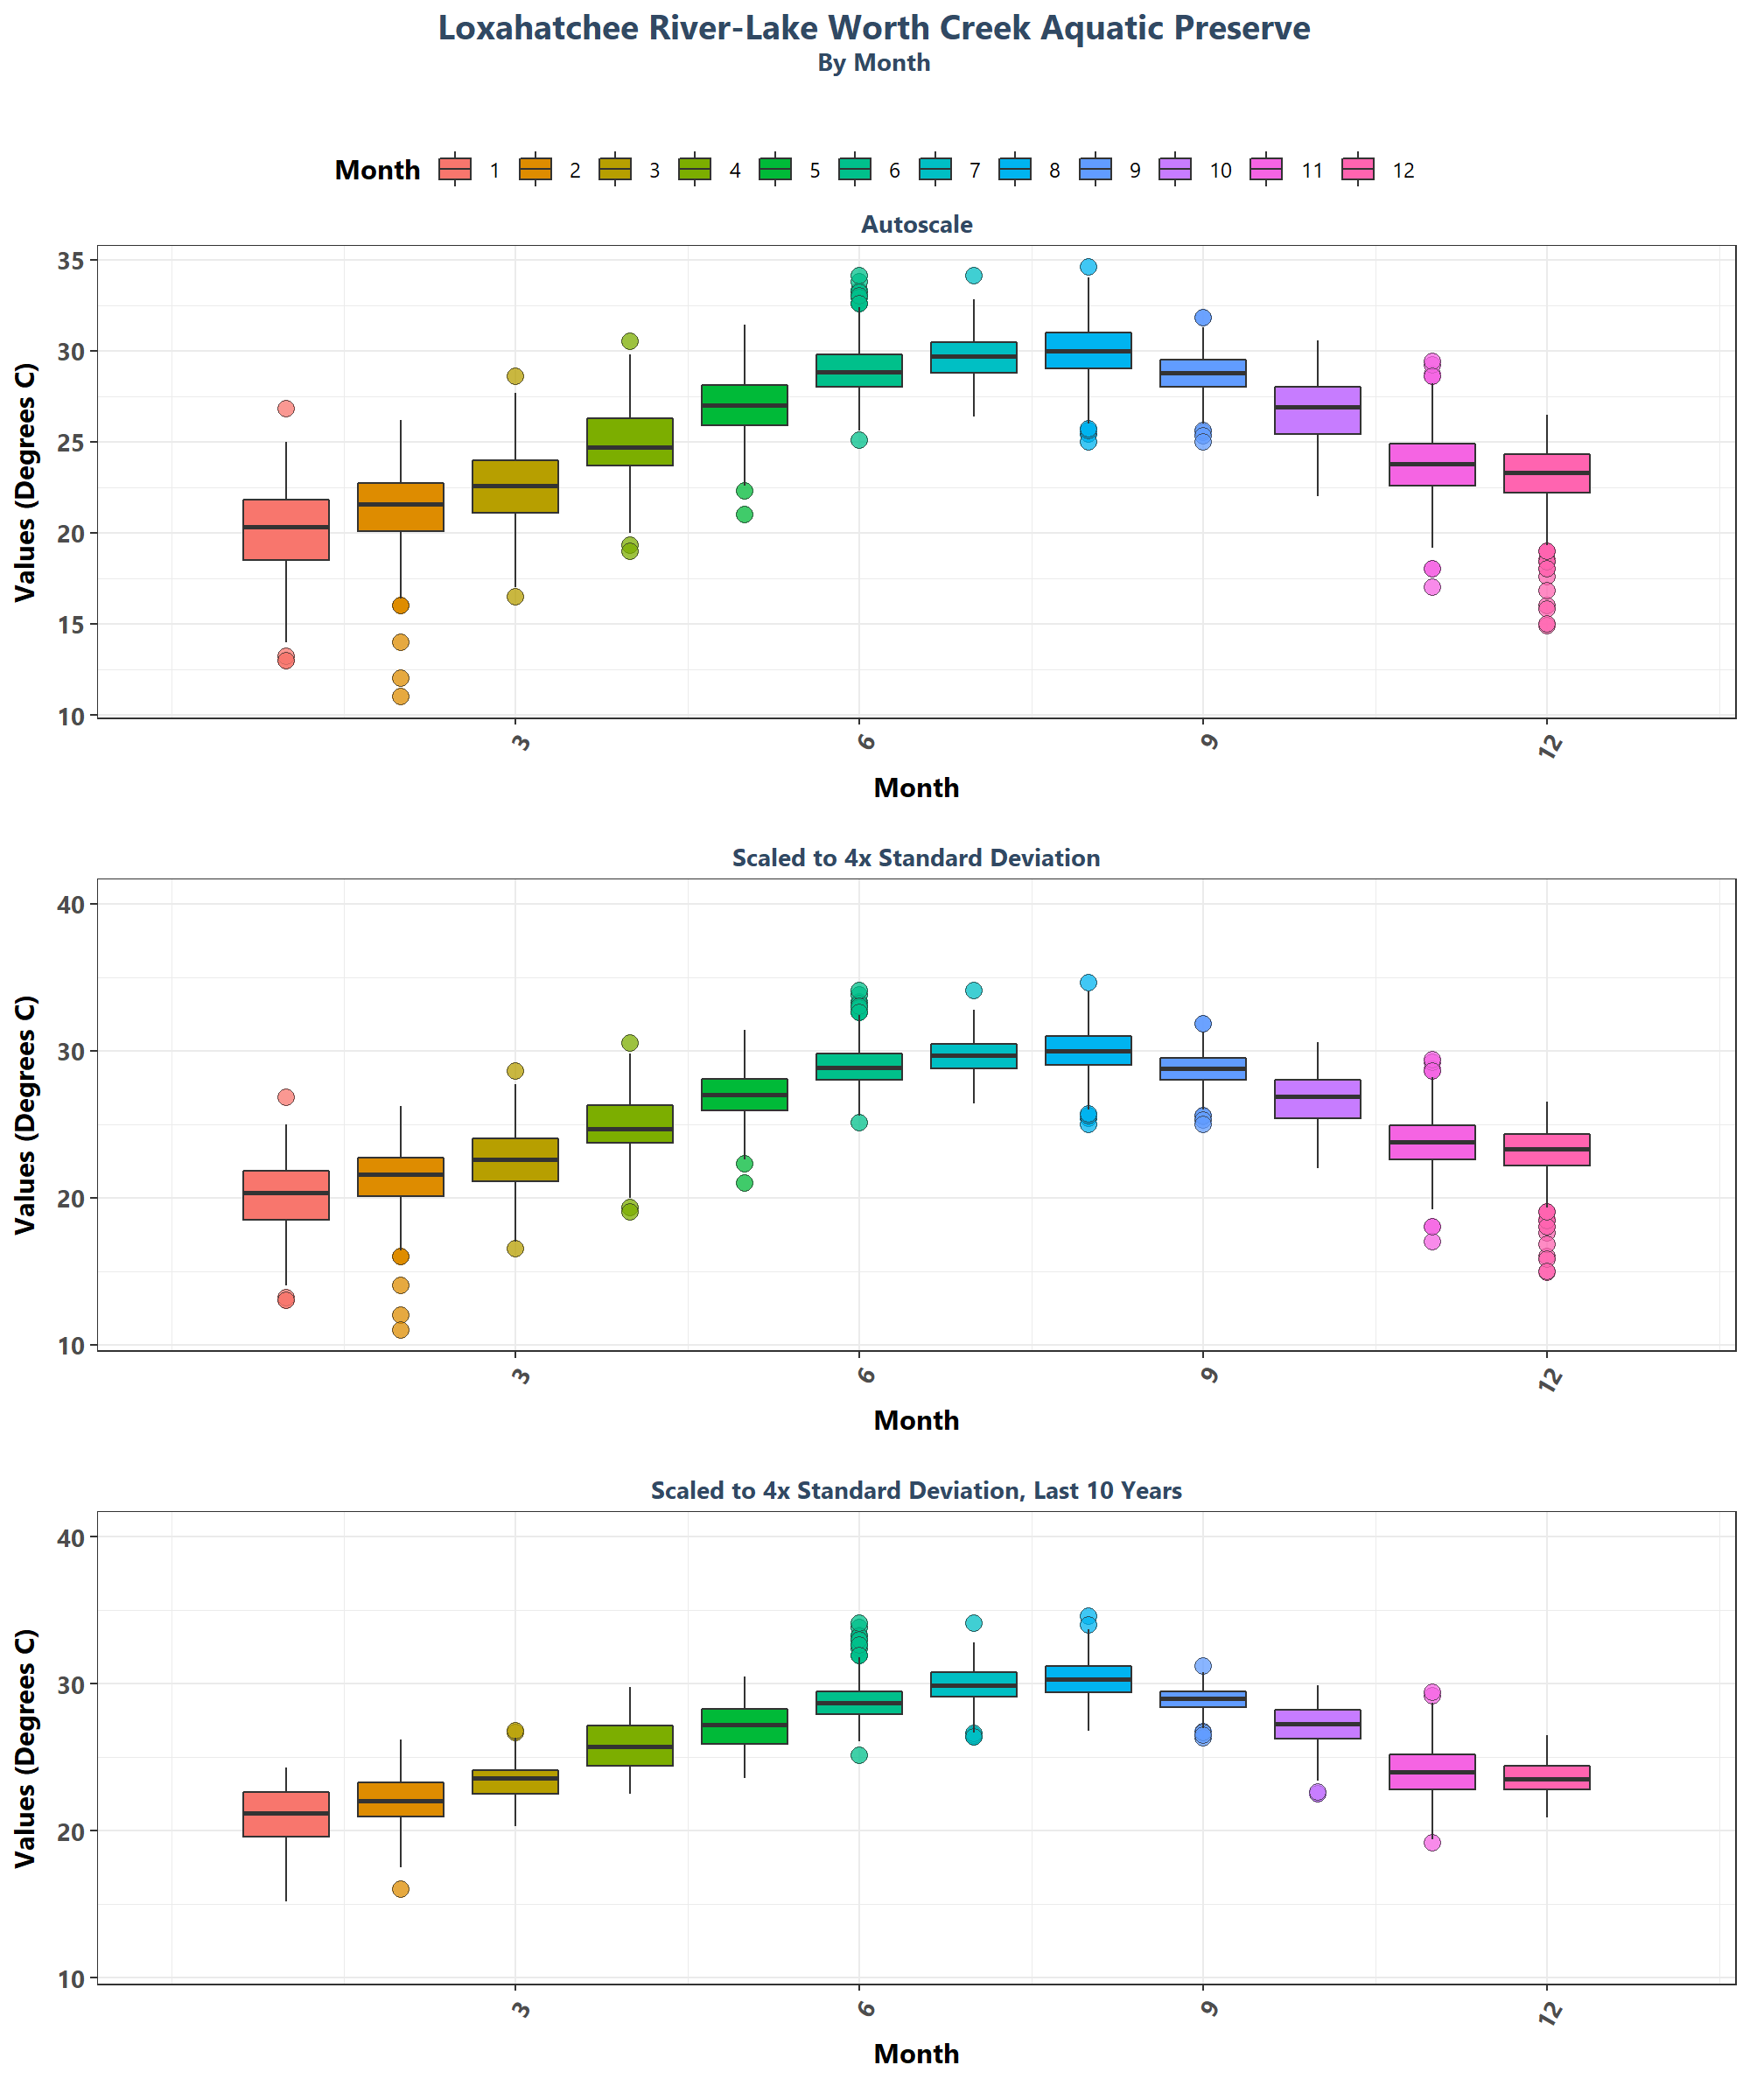 Loxahatchee River-Lake Worth Creek Aquatic Preserve
By Month
Month 1 2 3 4 5 6 7 8 9 10 11 12
Autoscale
Values (Degrees C)
35
30
25
20
15
10
3 6 9 12
Month
Scaled to 4x Standard Deviation
Values (Degrees C)
40
30
20
10
3 6 9 12
Month
Scaled to 4x Standard Deviation, Last 10 Years
Values (Degrees C)
40
30
20
10
3 6 9 12
Month